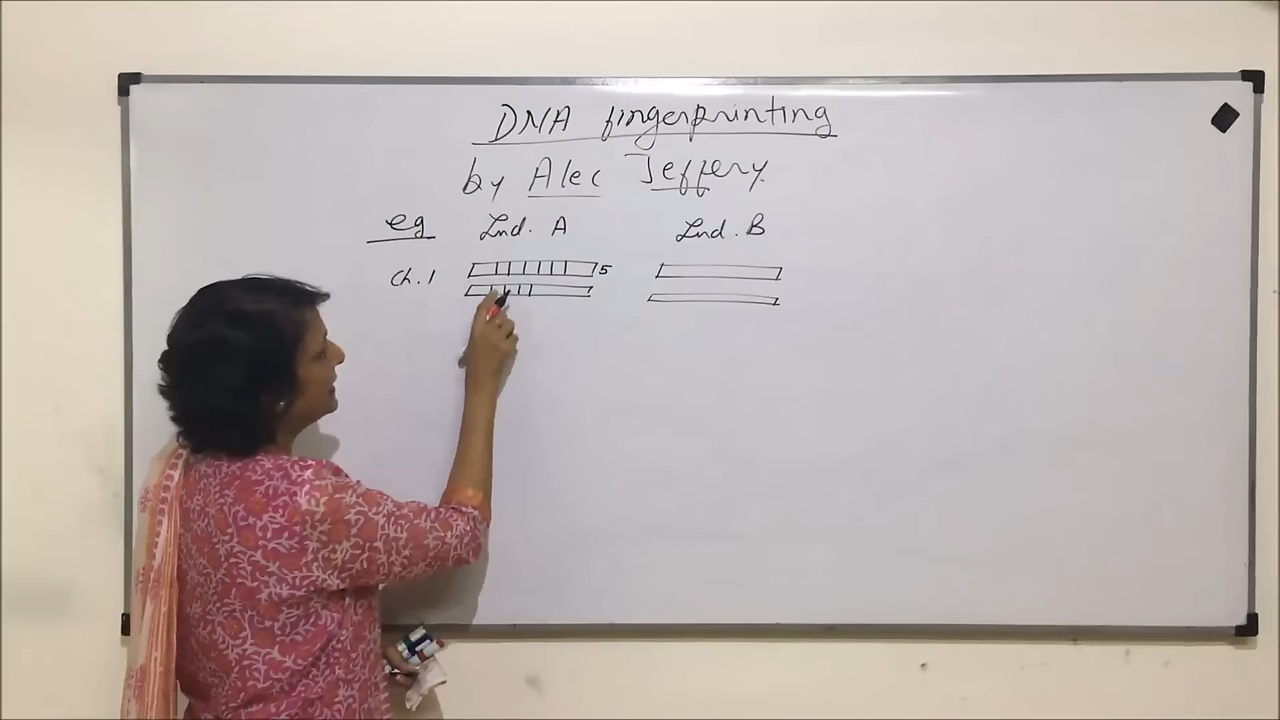 DNA fingerprinting
by Alec Jeffery.
eg Ind. A Ind. B
Ch. 1 5